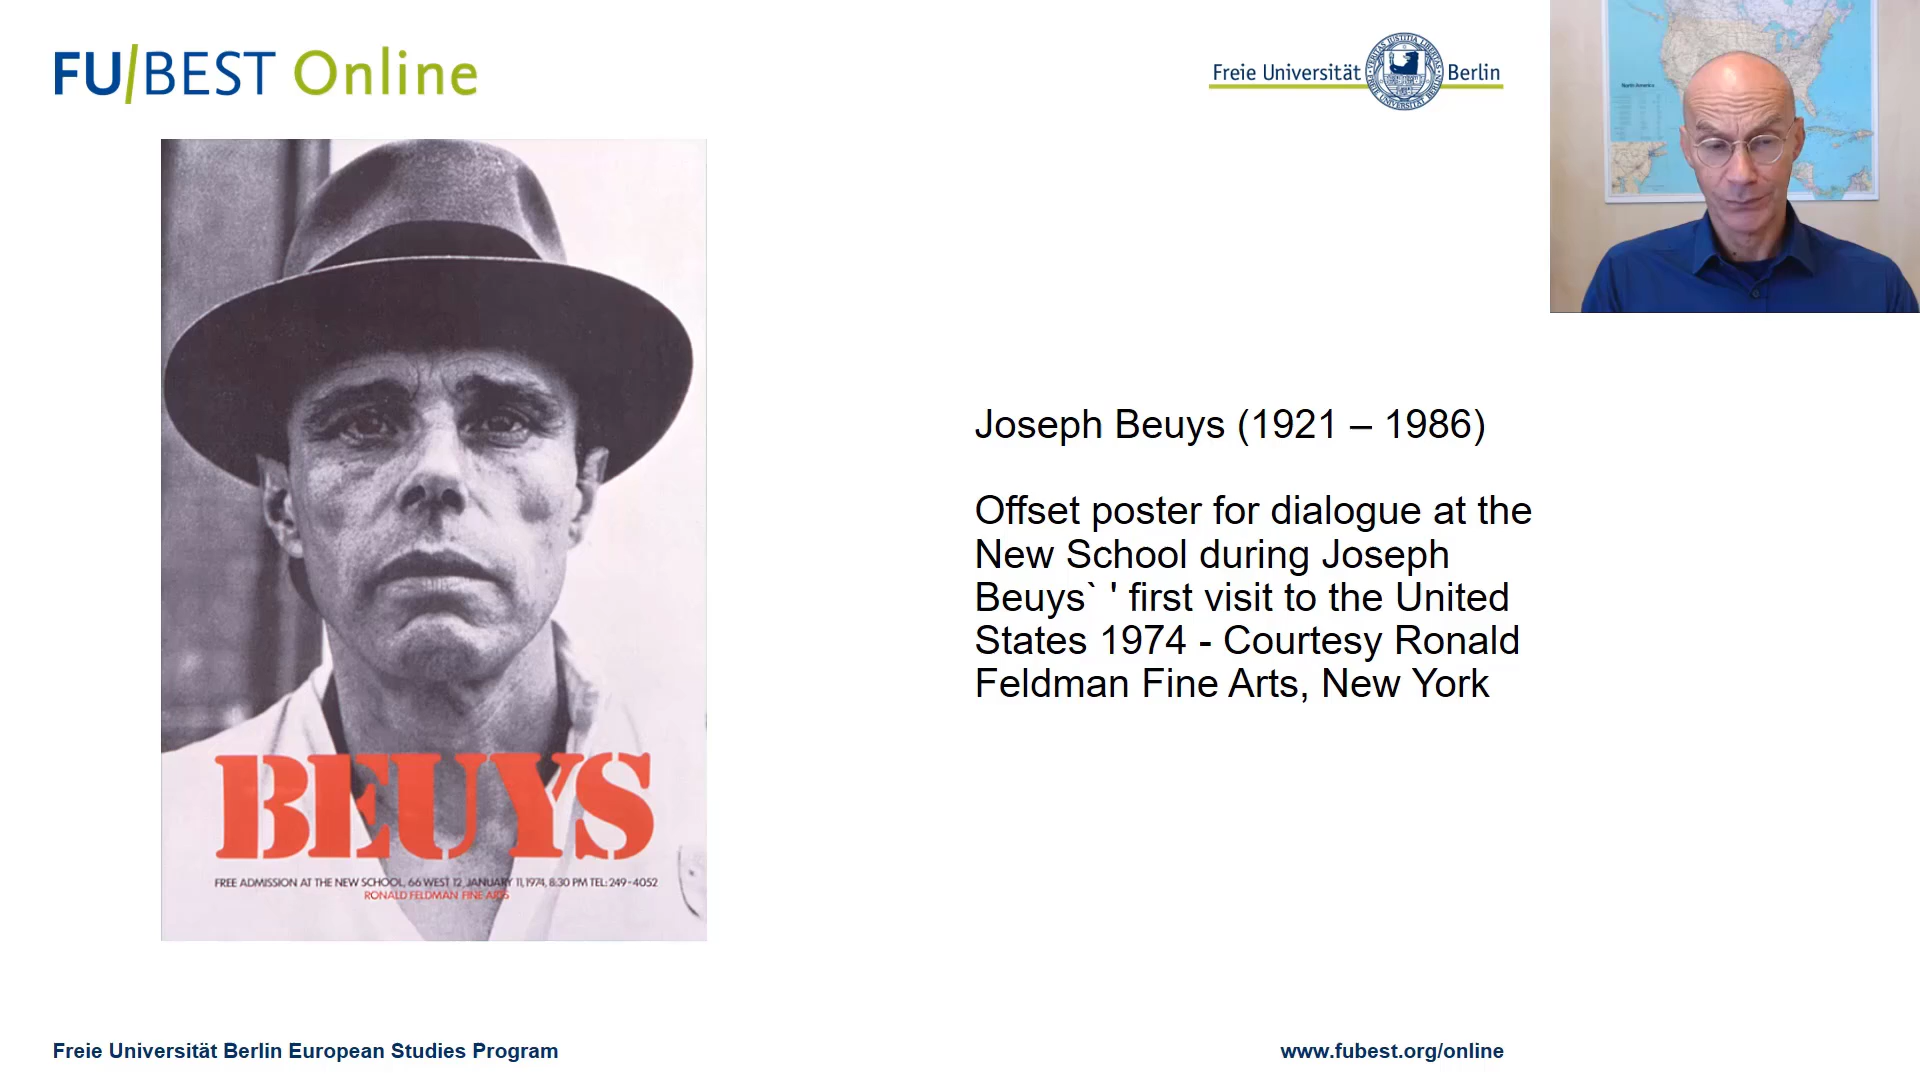 FU/BEST Online
Freie Universität Berlin
North America
BEUYS
FREE ADMISSION AT THE NEW SCHOOL, 66 WEST 12, JANUARY 11, 1974, 8:30 PM TEL: 249-4052
RONALD FELDMAN FINE ARTS
Joseph Beuys (1921 – 1986)
Offset poster for dialogue at the
New School during Joseph
Beuys` ' first visit to the United
States 1974 - Courtesy Ronald
Feldman Fine Arts, New York
Freie Universität Berlin European Studies Program
www.fubest.org/online